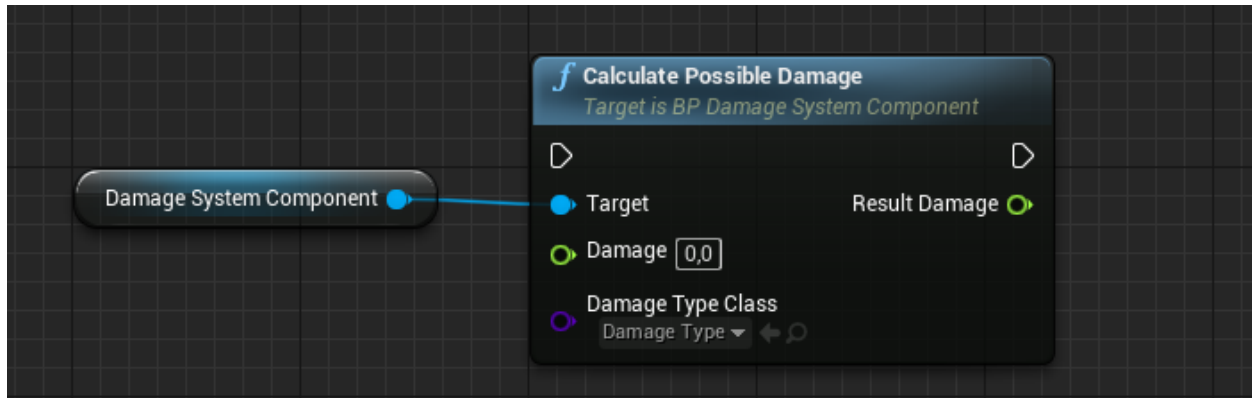 f Calculate Possible Damage
Target is BP Damage System Component
Damage System Component
Target
Result Damage
Damage 0,0
Damage Type Class
Damage Type